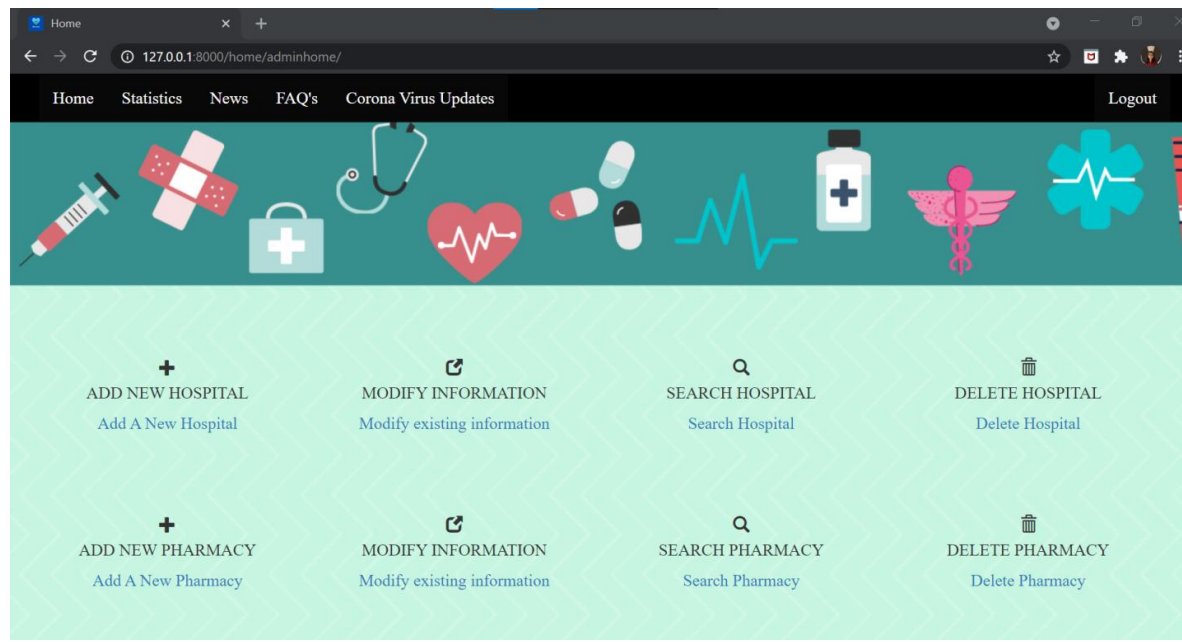 Home
127.0.0.1:8000/home/adminhome/
Home Statistics News FAQ's Corona Virus Updates Logout
ADD NEW HOSPITAL MODIFY INFORMATION SEARCH HOSPITAL DELETE HOSPITAL
Add A New Hospital Modify existing information Search Hospital Delete Hospital
ADD NEW PHARMACY MODIFY INFORMATION SEARCH PHARMACY DELETE PHARMACY
Add A New Pharmacy Modify existing information Search Pharmacy Delete Pharmacy